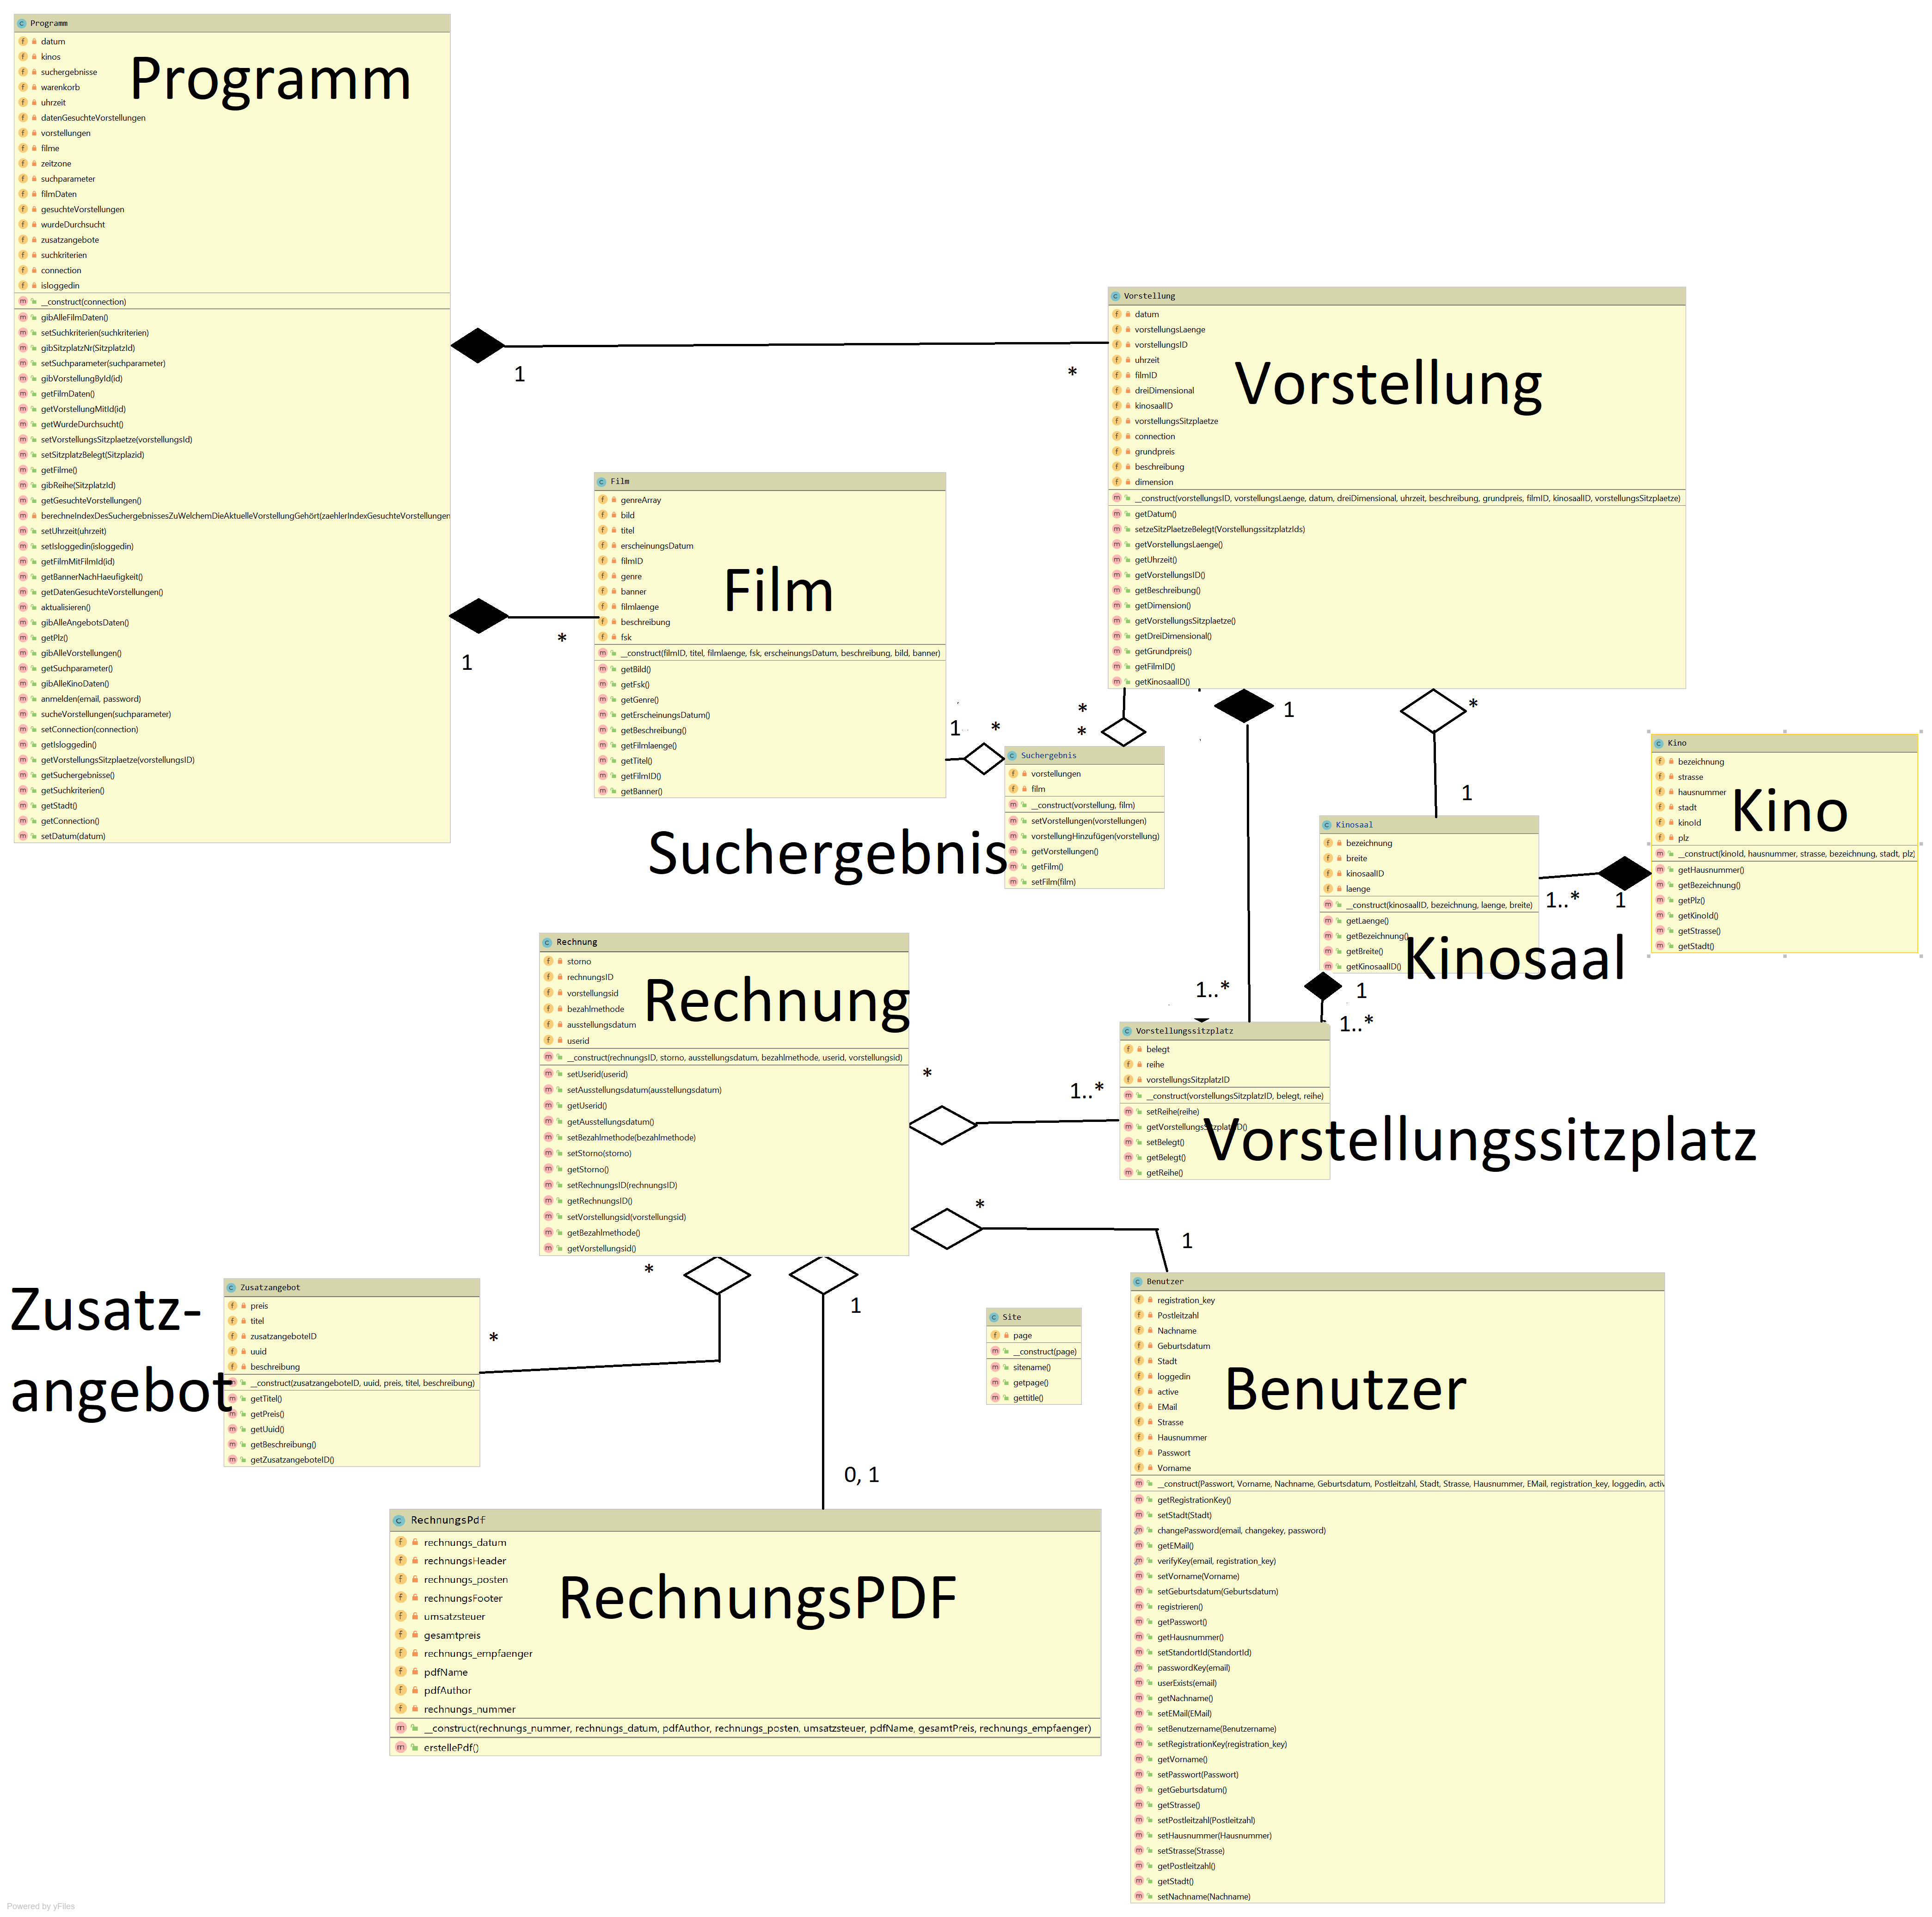 Programm
datum
kinos
suchergebnisse
warenkorb
uhrzeit
datenGesuchteVorstellungen
vorstellungen
filme
zeitzone
suchparameter
filmDaten
gesuchteVorstellungen
wurdeDurchsucht
zusatzangebote
suchkriterien
connection
isloggedin
__construct(connection)
gibAlleFilmDaten()
setSuchkriterien(suchkriterien)
gibSitzplatzNr(SitzplatzId)
setSuchparameter(suchparameter)
gibVorstellungById(id)
getFilmDaten()
getVorstellungMitId(id)
getWurdeDurchsucht()
setVorstellungsSitzplaetze(vorstellungsId)
setSitzplatzBelegt(Sitzplazid)
getFilme()
gibReihe(SitzplatzId)
getGesuchteVorstellungen()
berechneIndexDesSuchergebnissesZuWelchemDieAktuelleVorstellungGehört(zaehlerIndexGesuchteVorstellungen
setUhrzeit(uhrzeit)
setIsloggedin(isloggedin)
getFilmMitFilmId(id)
getBannerNachHaeufigkeit()
getDatenGesuchteVorstellungen()
aktualisieren()
gibAlleAngebotsDaten()
getPlz()
gibAlleVorstellungen()
getSuchparameter()
gibAlleKinoDaten()
anmelden(email, password)
sucheVorstellungen(suchparameter)
setConnection(connection)
getIsloggedin()
getVorstellungsSitzplaetze(vorstellungsID)
getSuchergebnisse()
getSuchkriterien()
getStadt()
getConnection()
setDatum(datum)
Programm
1
*
1
*
Vorstellung
datum
vorstellungsLaenge
vorstellungsID
uhrzeit
filmID
dreiDimensional
kinosaalID
vorstellungsSitzplaetze
connection
grundpreis
beschreibung
dimension
__construct(vorstellungsID, vorstellungsLaenge, datum, dreiDimensional, uhrzeit, beschreibung, grundpreis, filmID, kinosaalID, vorstellungsSitzplaetze)
getDatum()
setzeSitzPlaetzeBelegt(VorstellungssitzplatzIds)
getVorstellungsLaenge()
getUhrzeit()
getVorstellungsID()
getBeschreibung()
getDimension()
getVorstellungsSitzplaetze()
getDreiDimensional()
getGrundpreis()
getFilmID()
getKinosaalID()
Vorstellung
Film
genreArray
bild
titel
erscheinungsDatum
filmID
genre
banner
filmlaenge
beschreibung
fsk
__construct(filmID, titel, filmlaenge, fsk, erscheinungsDatum, beschreibung, bild, banner)
getBild()
getFsk()
getGenre()
getErscheinungsDatum()
getBeschreibung()
getFilmlaenge()
getTitel()
getFilmID()
getBanner()
Film
1
*
*
*
1
*
1
Suchergebnis
vorstellungen
film
__construct(vorstellung, film)
setVorstellungen(vorstellungen)
vorstellungHinzufügen(vorstellung)
getVorstellungen()
getFilm()
setFilm(film)
Suchergebnis
Kino
bezeichnung
strasse
hausnummer
stadt
kinoId
plz
__construct(kinoId, hausnummer, strasse, bezeichnung, stadt, plz)
getHausnummer()
getBezeichnung()
getPlz()
getKinoId()
getStrasse()
getStadt()
Kino
Kinosaal
bezeichnung
breite
kinosaalID
laenge
__construct(kinosaalID, bezeichnung, laenge, breite)
getLaenge()
getBezeichnung()
getBreite()
getKinosaalID()
Kinosaal
1..*
1
1..*
1
1..*
Rechnung
storno
rechnungsID
vorstellungsid
bezahlmethode
ausstellungsdatum
userid
__construct(rechnungsID, storno, ausstellungsdatum, bezahlmethode, userid, vorstellungsid)
setUserid(userid)
setAusstellungsdatum(ausstellungsdatum)
getUserid()
getAusstellungsdatum()
setBezahlmethode(bezahlmethode)
setStorno(storno)
getStorno()
setRechnungsID(rechnungsID)
getRechnungsID()
setVorstellungsid(vorstellungsid)
getBezahlmethode()
getVorstellungsid()
Rechnung
*
1..*
Vorstellungssitzplatz
belegt
reihe
vorstellungsSitzplatzID
__construct(vorstellungsSitzplatzID, belegt, reihe)
setReihe(reihe)
getVorstellungsSitzplatzID()
setBelegt()
getBelegt()
getReihe()
Vorstellungssitzplatz
*
1
*
1
*
0, 1
Zusatzangebot
preis
titel
zusatzangeboteID
uuid
beschreibung
__construct(zusatzangeboteID, uuid, preis, titel, beschreibung)
getTitel()
getPreis()
getUuid()
getBeschreibung()
getZusatzangeboteID()
Zusatz-
angebot
Site
page
__construct(page)
sitename()
getpage()
gettitle()
Benutzer
registration_key
Postleitzahl
Nachname
Geburtsdatum
Stadt
loggedin
active
EMail
Strasse
Hausnummer
Passwort
Vorname
__construct(Passwort, Vorname, Nachname, Geburtsdatum, Postleitzahl, Stadt, Strasse, Hausnummer, EMail, registration_key, loggedin, activ
getRegistrationKey()
setStadt(Stadt)
changePassword(email, changekey, password)
getEMail()
verifyKey(email, registration_key)
setVorname(Vorname)
setGeburtsdatum(Geburtsdatum)
registrieren()
getPasswort()
getHausnummer()
setStandortId(StandortId)
passwordKey(email)
userExists(email)
getNachname()
setEMail(EMail)
setBenutzername(Benutzername)
setRegistrationKey(registration_key)
getVorname()
setPasswort(Passwort)
getGeburtsdatum()
getStrasse()
setPostleitzahl(Postleitzahl)
setHausnummer(Hausnummer)
setStrasse(Strasse)
getPostleitzahl()
getStadt()
setNachname(Nachname)
Benutzer
RechnungsPdf
rechnungs_datum
rechnungsHeader
rechnungs_posten
rechnungsFooter
umsatzsteuer
gesamtpreis
rechnungs_empfaenger
pdfName
pdfAuthor
rechnungs_nummer
__construct(rechnungs_nummer, rechnungs_datum, pdfAuthor, rechnungs_posten, umsatzsteuer, pdfName, gesamtPreis, rechnungs_empfaenger)
erstellePdf()
RechnungsPDF
Powered by yFiles